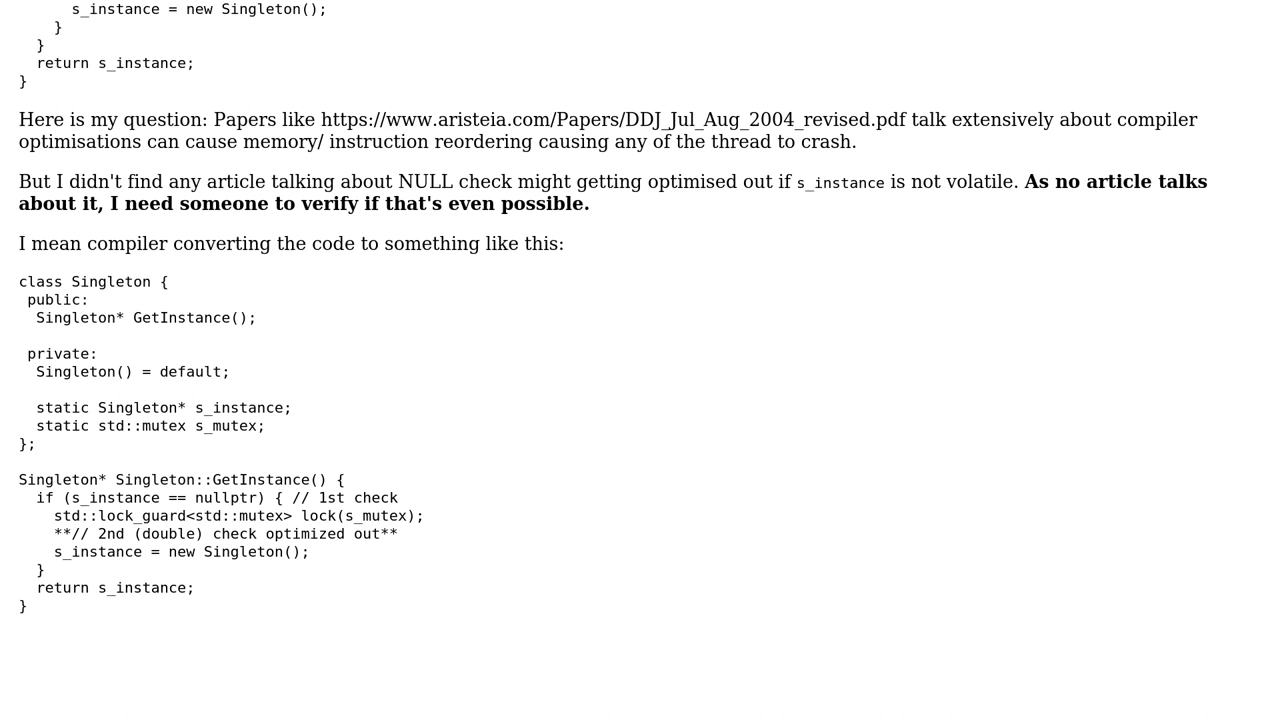 s_instance = new Singleton();
    }
  }
  return s_instance;
}
Here is my question: Papers like https://www.aristeia.com/Papers/DDJ_Jul_Aug_2004_revised.pdf talk extensively about compiler
optimisations can cause memory/ instruction reordering causing any of the thread to crash.
But I didn't find any article talking about NULL check might getting optimised out if s_instance is not volatile. As no article talks
about it, I need someone to verify if that's even possible.
I mean compiler converting the code to something like this:
class Singleton {
 public:
  Singleton* GetInstance();
 private:
  Singleton() = default;
  static Singleton* s_instance;
  static std::mutex s_mutex;
};
Singleton* Singleton::GetInstance() {
  if (s_instance == nullptr) { // 1st check
    std::lock_guard<std::mutex> lock(s_mutex);
    **// 2nd (double) check optimized out**
    s_instance = new Singleton();
  }
  return s_instance;
}